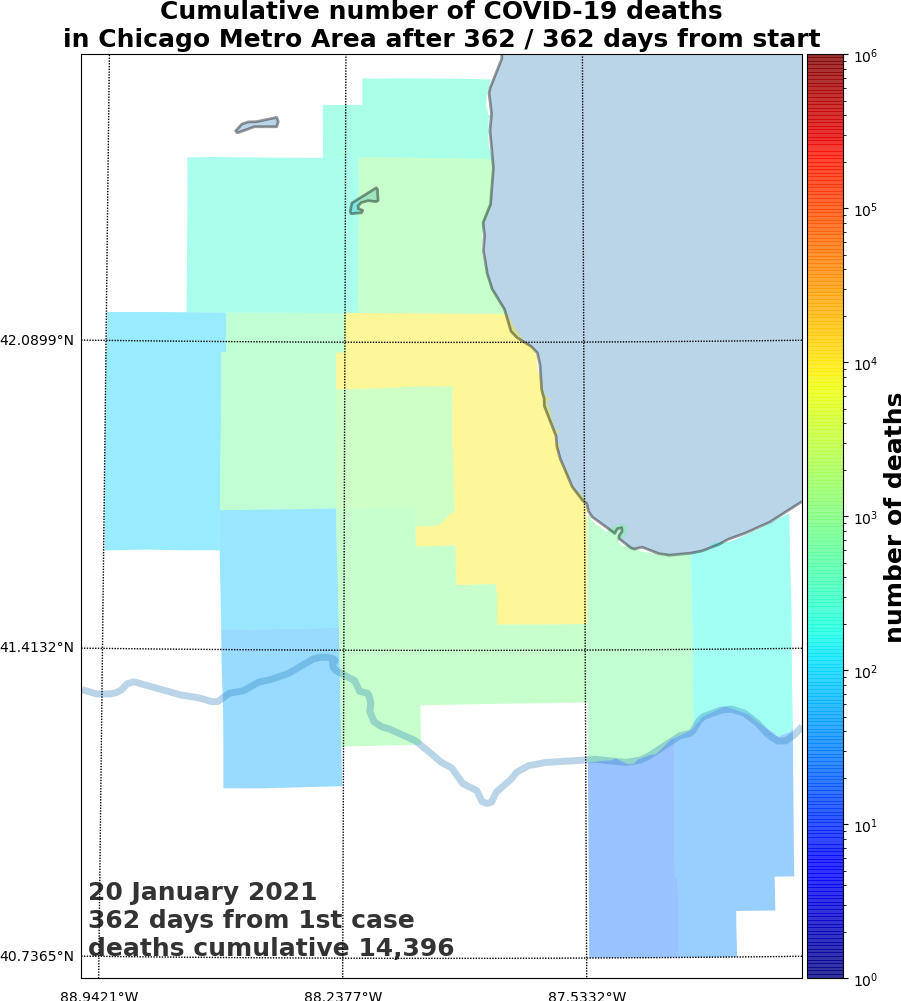 Cumulative number of COVID-19 deaths
in Chicago Metro Area after 362 / 362 days from start
10^6
10^5
10^4
10^3
10^2
10^1
10^0
number of deaths
42.0899°N
41.4132°N
40.7365°N
20 January 2021
362 days from 1st case
deaths cumulative 14,396
88.9421°W 88.2377°W 87.5332°W